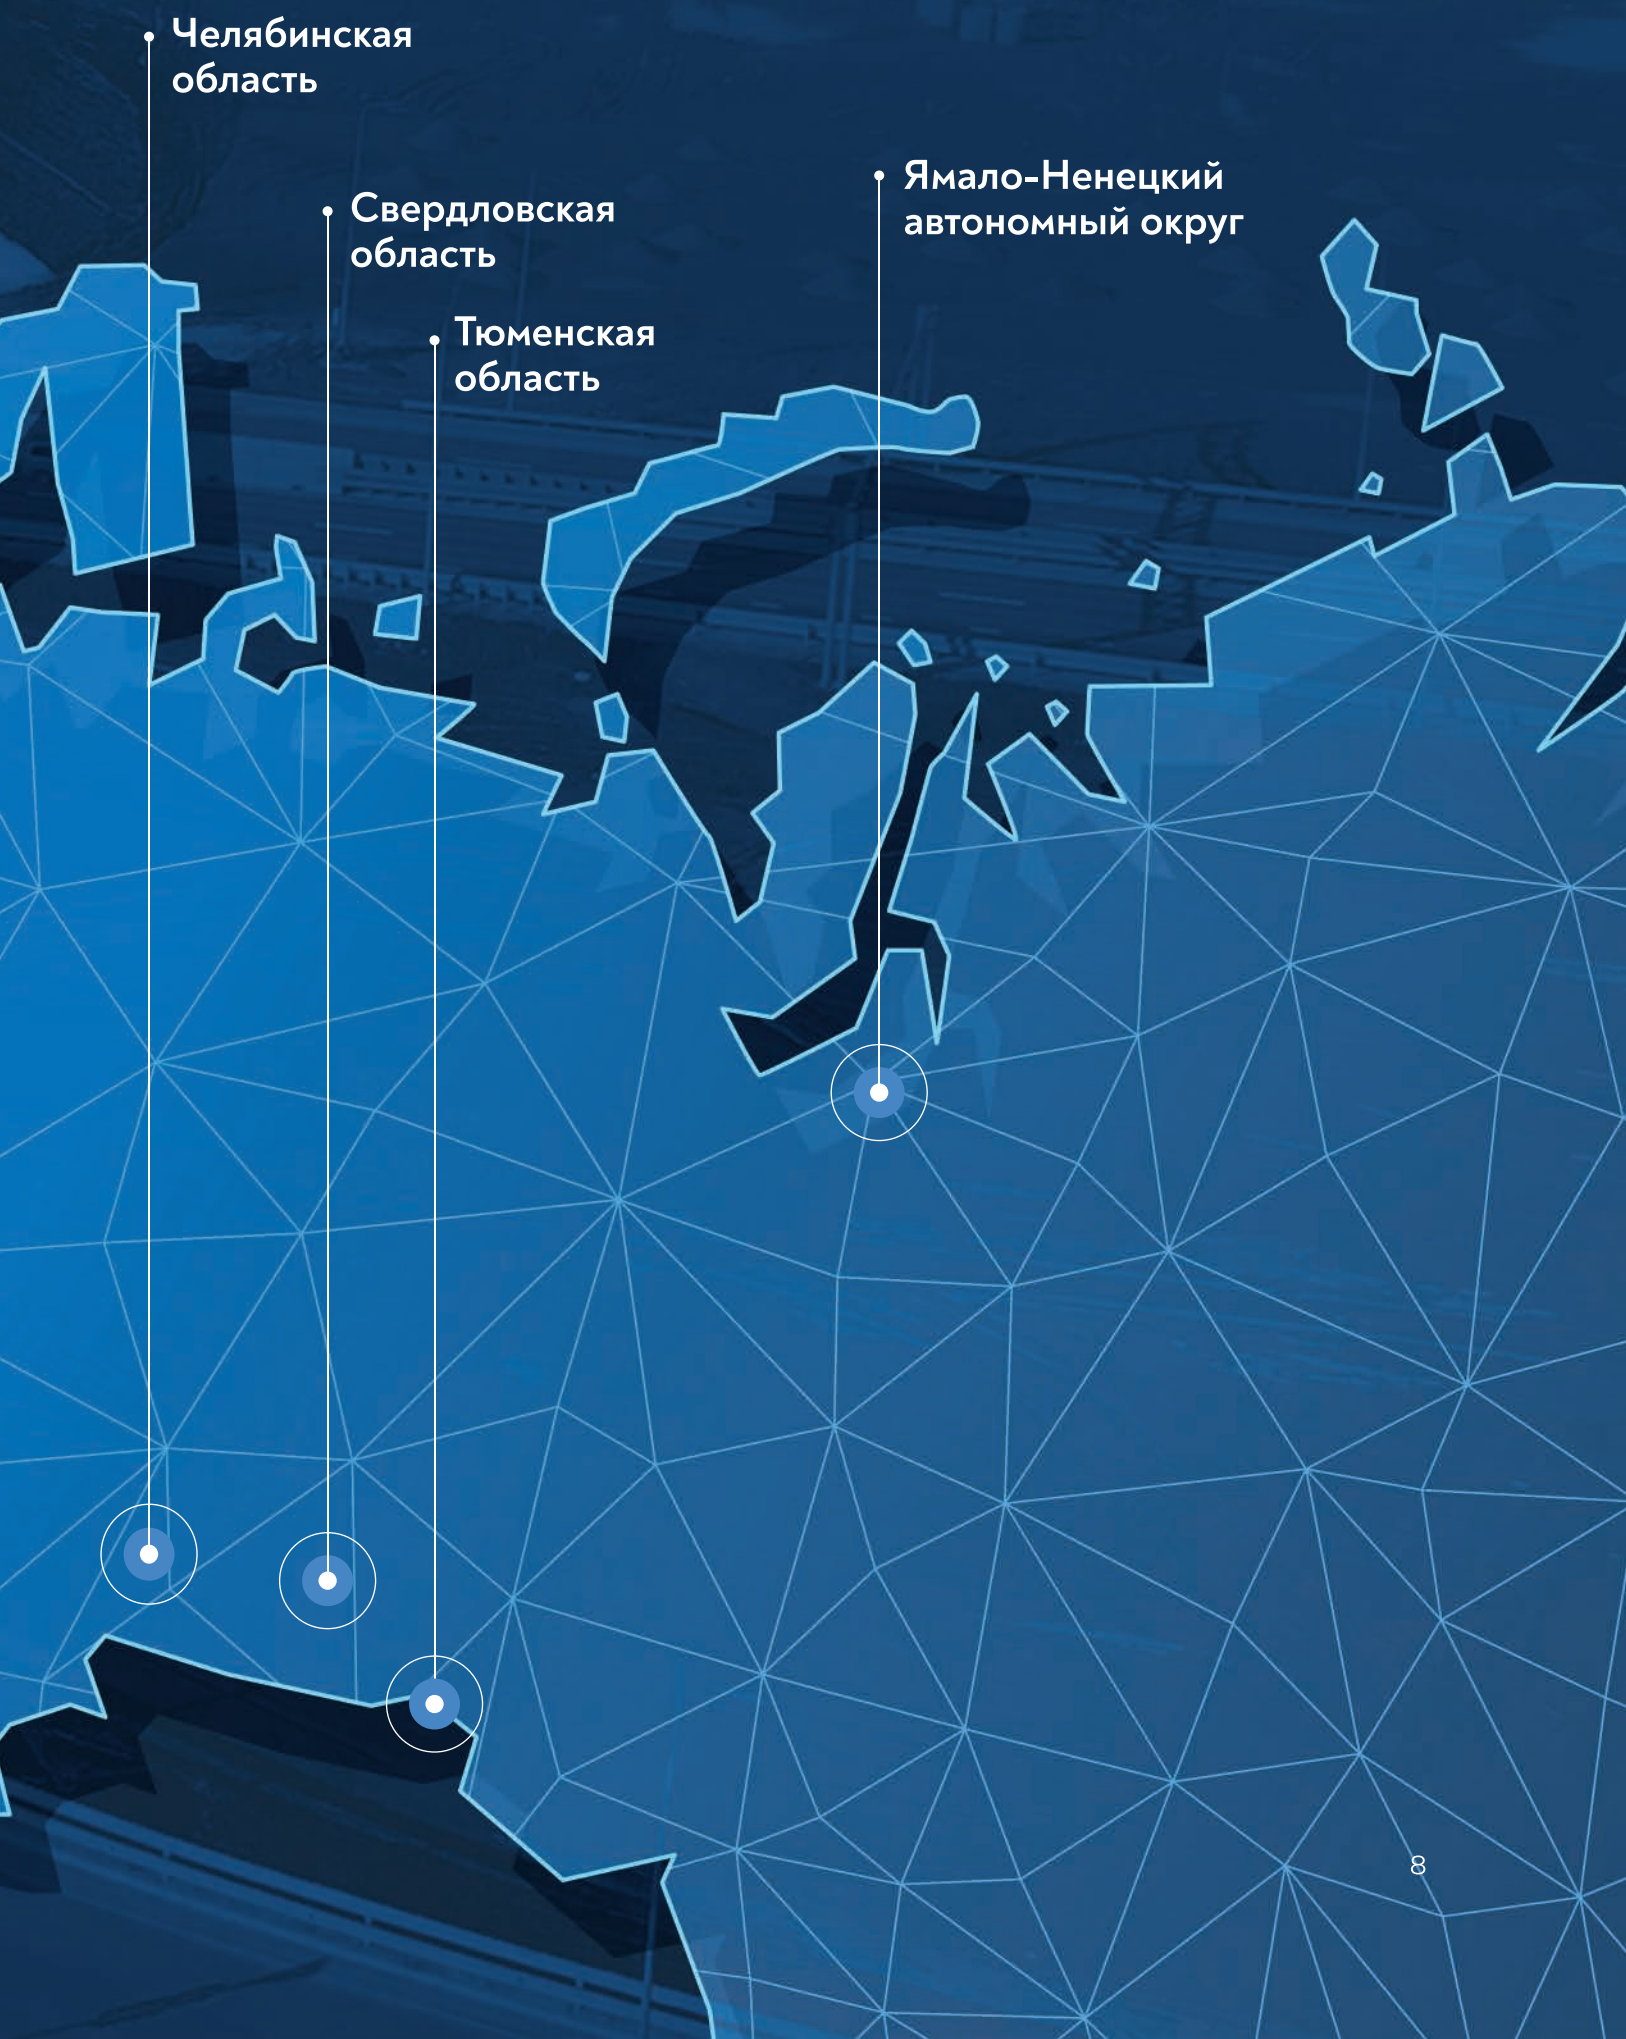 Челябинская
область
Ямало-Ненецкий
автономный округ
Свердловская
область
Тюменская
область
8